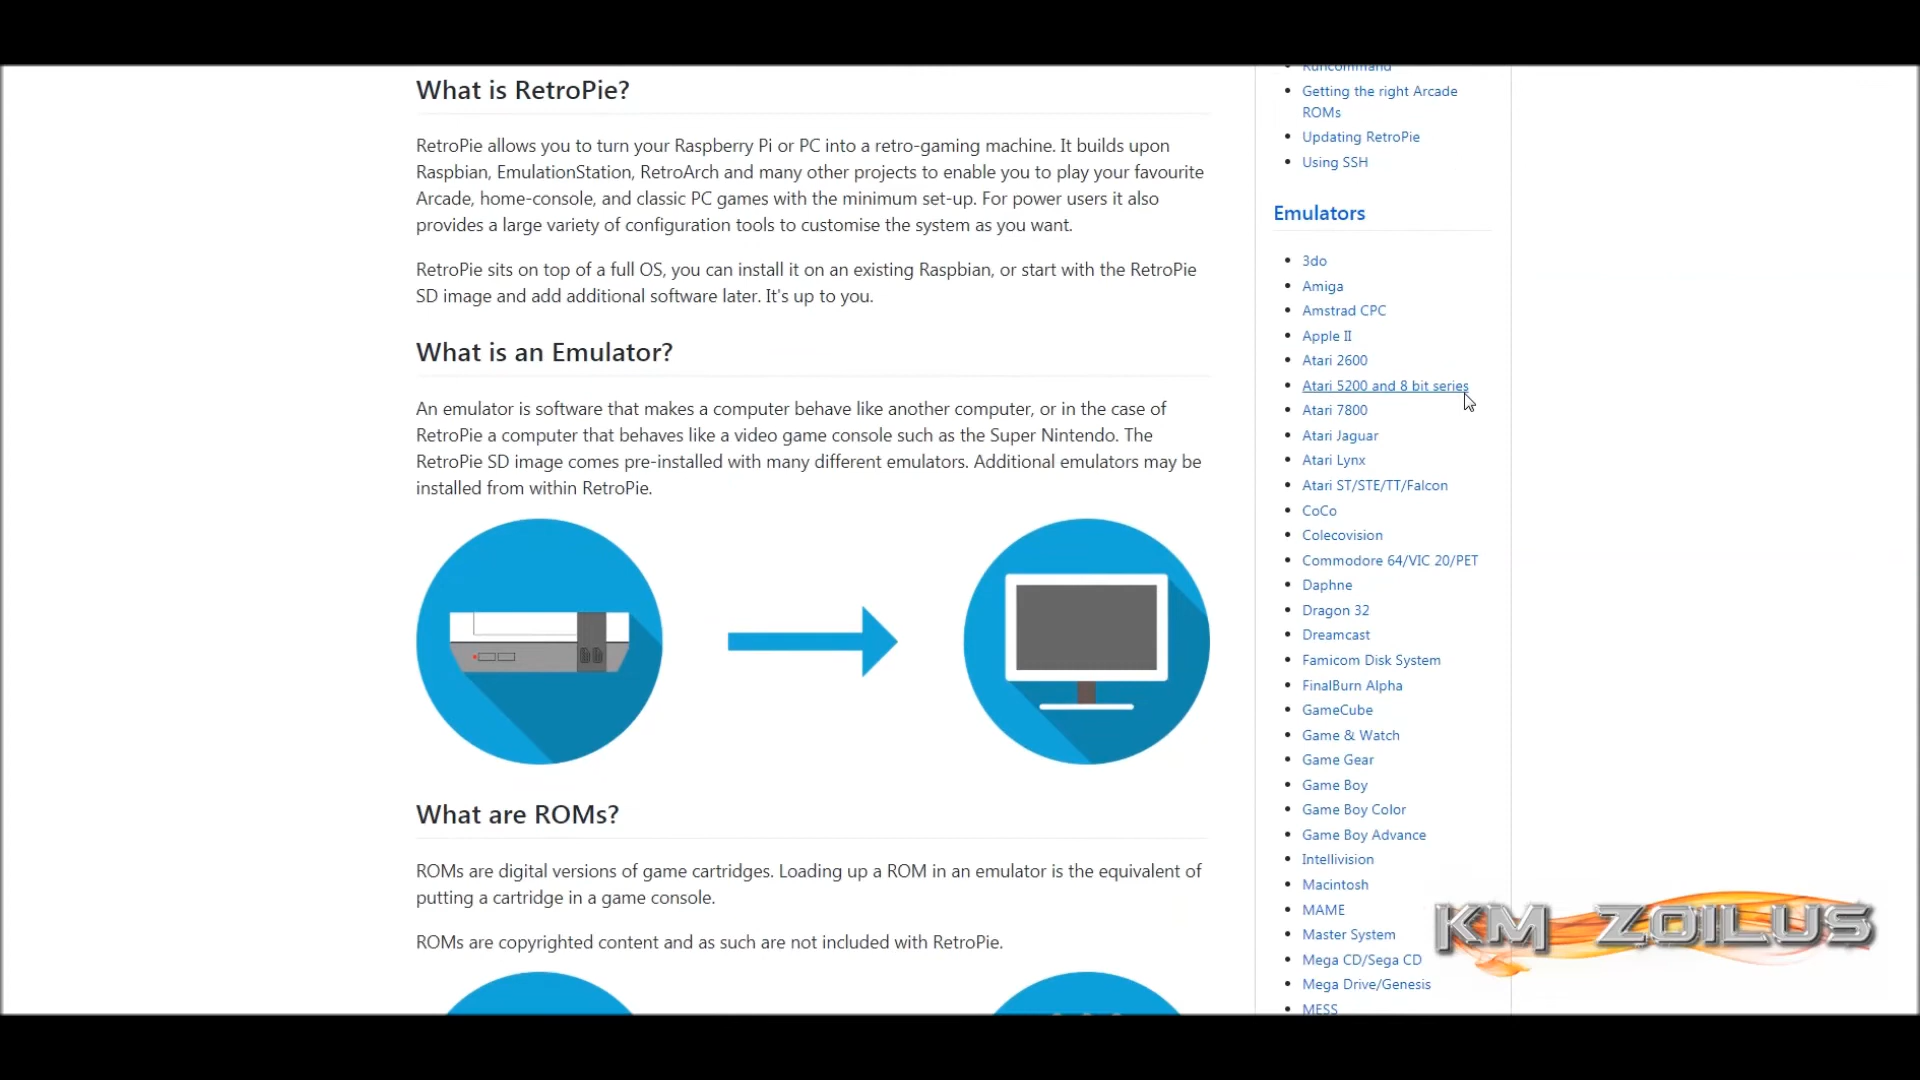 What is RetroPie?
RetroPie allows you to turn your Raspberry Pi or PC into a retro-gaming machine. It builds upon
Raspbian, EmulationStation, RetroArch and many other projects to enable you to play your favourite
Arcade, home-console, and classic PC games with the minimum set-up. For power users it also
provides a large variety of configuration tools to customise the system as you want.
RetroPie sits on top of a full OS, you can install it on an existing Raspbian, or start with the RetroPie
SD image and add additional software later. It's up to you.
What is an Emulator?
An emulator is software that makes a computer behave like another computer, or in the case of
RetroPie a computer that behaves like a video game console such as the Super Nintendo. The
RetroPie SD image comes pre-installed with many different emulators. Additional emulators may be
installed from within RetroPie.
What are ROMs?
ROMs are digital versions of game cartridges. Loading up a ROM in an emulator is the equivalent of
putting a cartridge in a game console.
ROMs are copyrighted content and as such are not included with RetroPie.
Runcommand
Getting the right Arcade
ROMs
Updating RetroPie
Using SSH
Emulators
3do
Amiga
Amstrad CPC
Apple II
Atari 2600
Atari 5200 and 8 bit series
Atari 7800
Atari Jaguar
Atari Lynx
Atari ST/STE/TT/Falcon
CoCo
Colecovision
Commodore 64/VIC 20/PET
Daphne
Dragon 32
Dreamcast
Famicom Disk System
FinalBurn Alpha
GameCube
Game & Watch
Game Gear
Game Boy
Game Boy Color
Game Boy Advance
Intellivision
Macintosh
MAME
Master System
Mega CD/Sega CD
Mega Drive/Genesis
MESS
KM ZOILUS